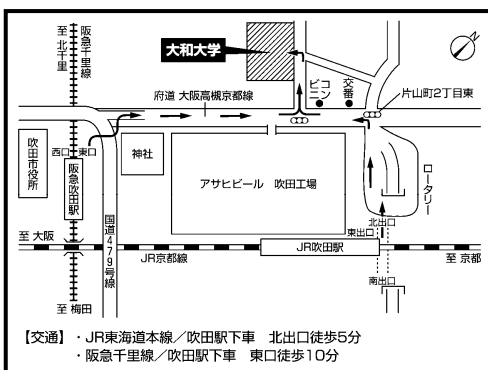 至 北千里
阪急千里線
大和大学
コンビニ
交番
府道 大阪高槻京都線
片山町2丁目東
吹田市役所
西口
東口
阪急吹田駅
神社
アサヒビール 吹田工場
ロータリー
国道479号線
北出口
東出口
至 大阪
JR京都線
JR吹田駅
至 京都
南出口
至 梅田
【交通】・JR東海道本線／吹田駅下車 北出口徒歩5分
・阪急千里線／吹田駅下車 東口徒歩10分